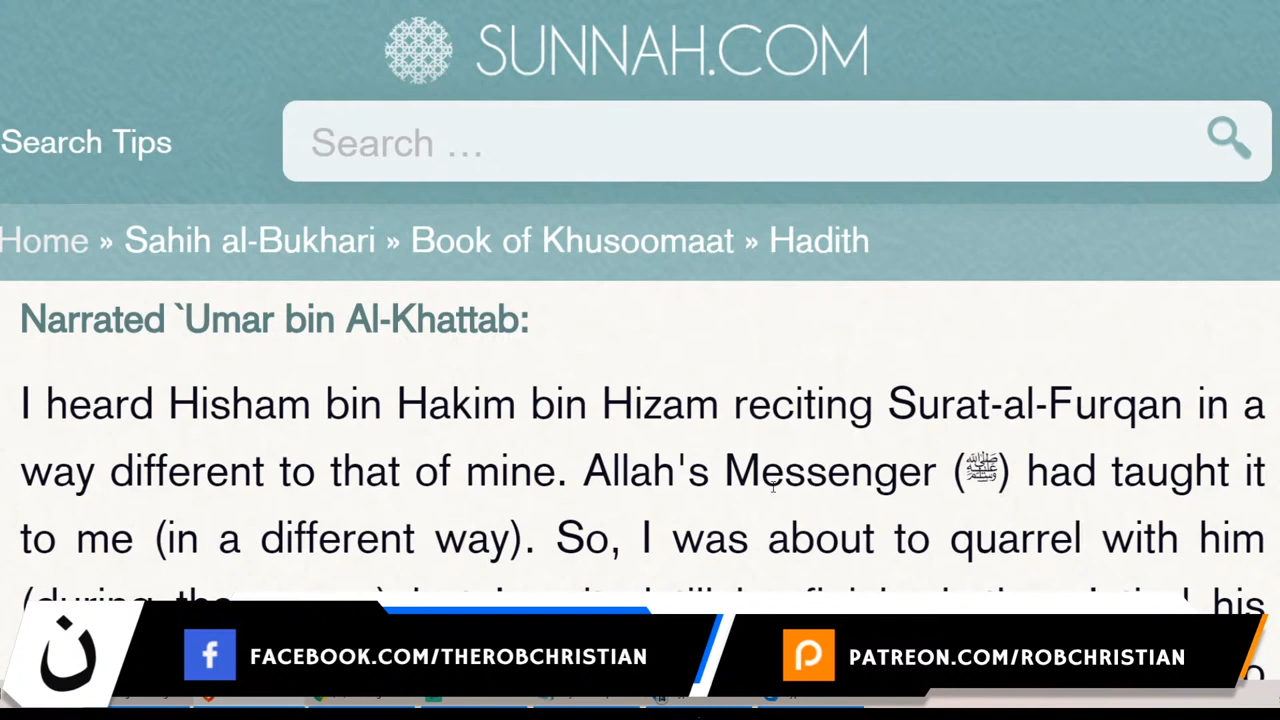 SUNNAH.COM
Search Tips
Search ...
Home » Sahih al-Bukhari » Book of Khusoomaat » Hadith
Narrated `Umar bin Al-Khattab:
I heard Hisham bin Hakim bin Hizam reciting Surat-al-Furqan in a
way different to that of mine. Allah's Messenger (ﷺ) had taught it
to me (in a different way). So, I was about to quarrel with him
his
ن
FACEBOOK.COM/THEROBCHRISTIAN
PATREON.COM/ROBCHRISTIAN